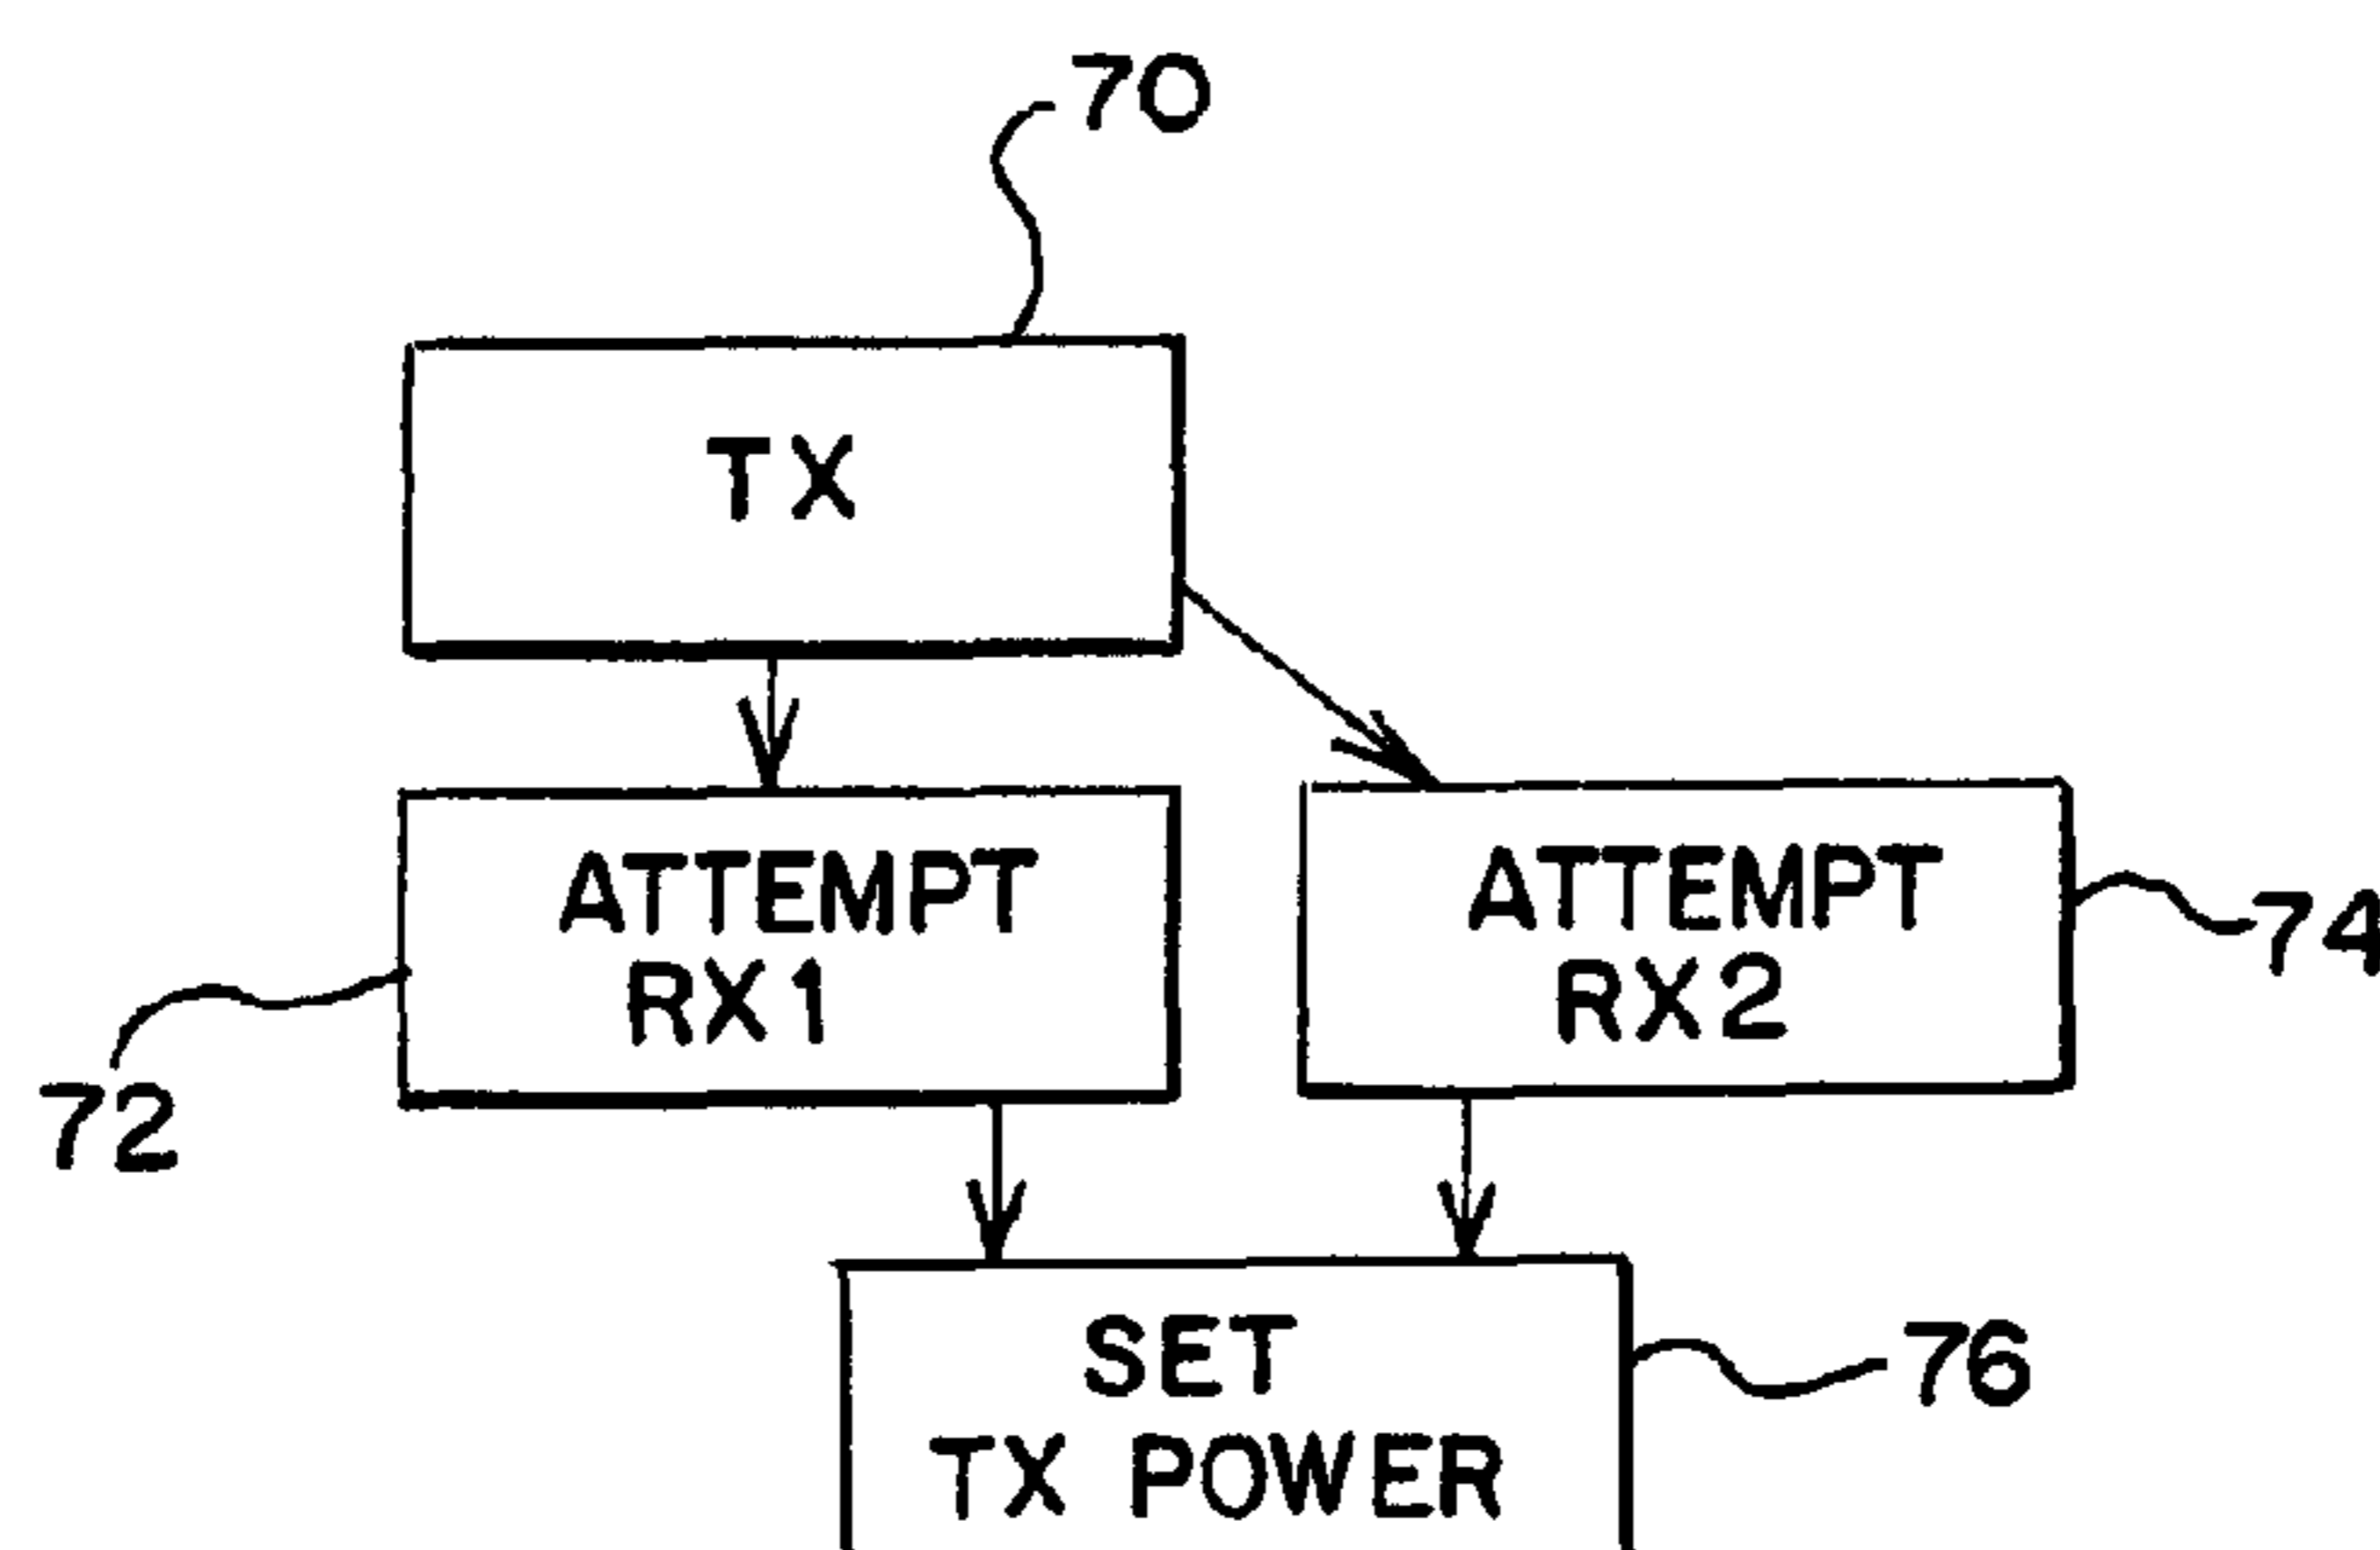 70
TX
ATTEMPT
RX1
ATTEMPT
RX2
74
72
SET
TX POWER
76